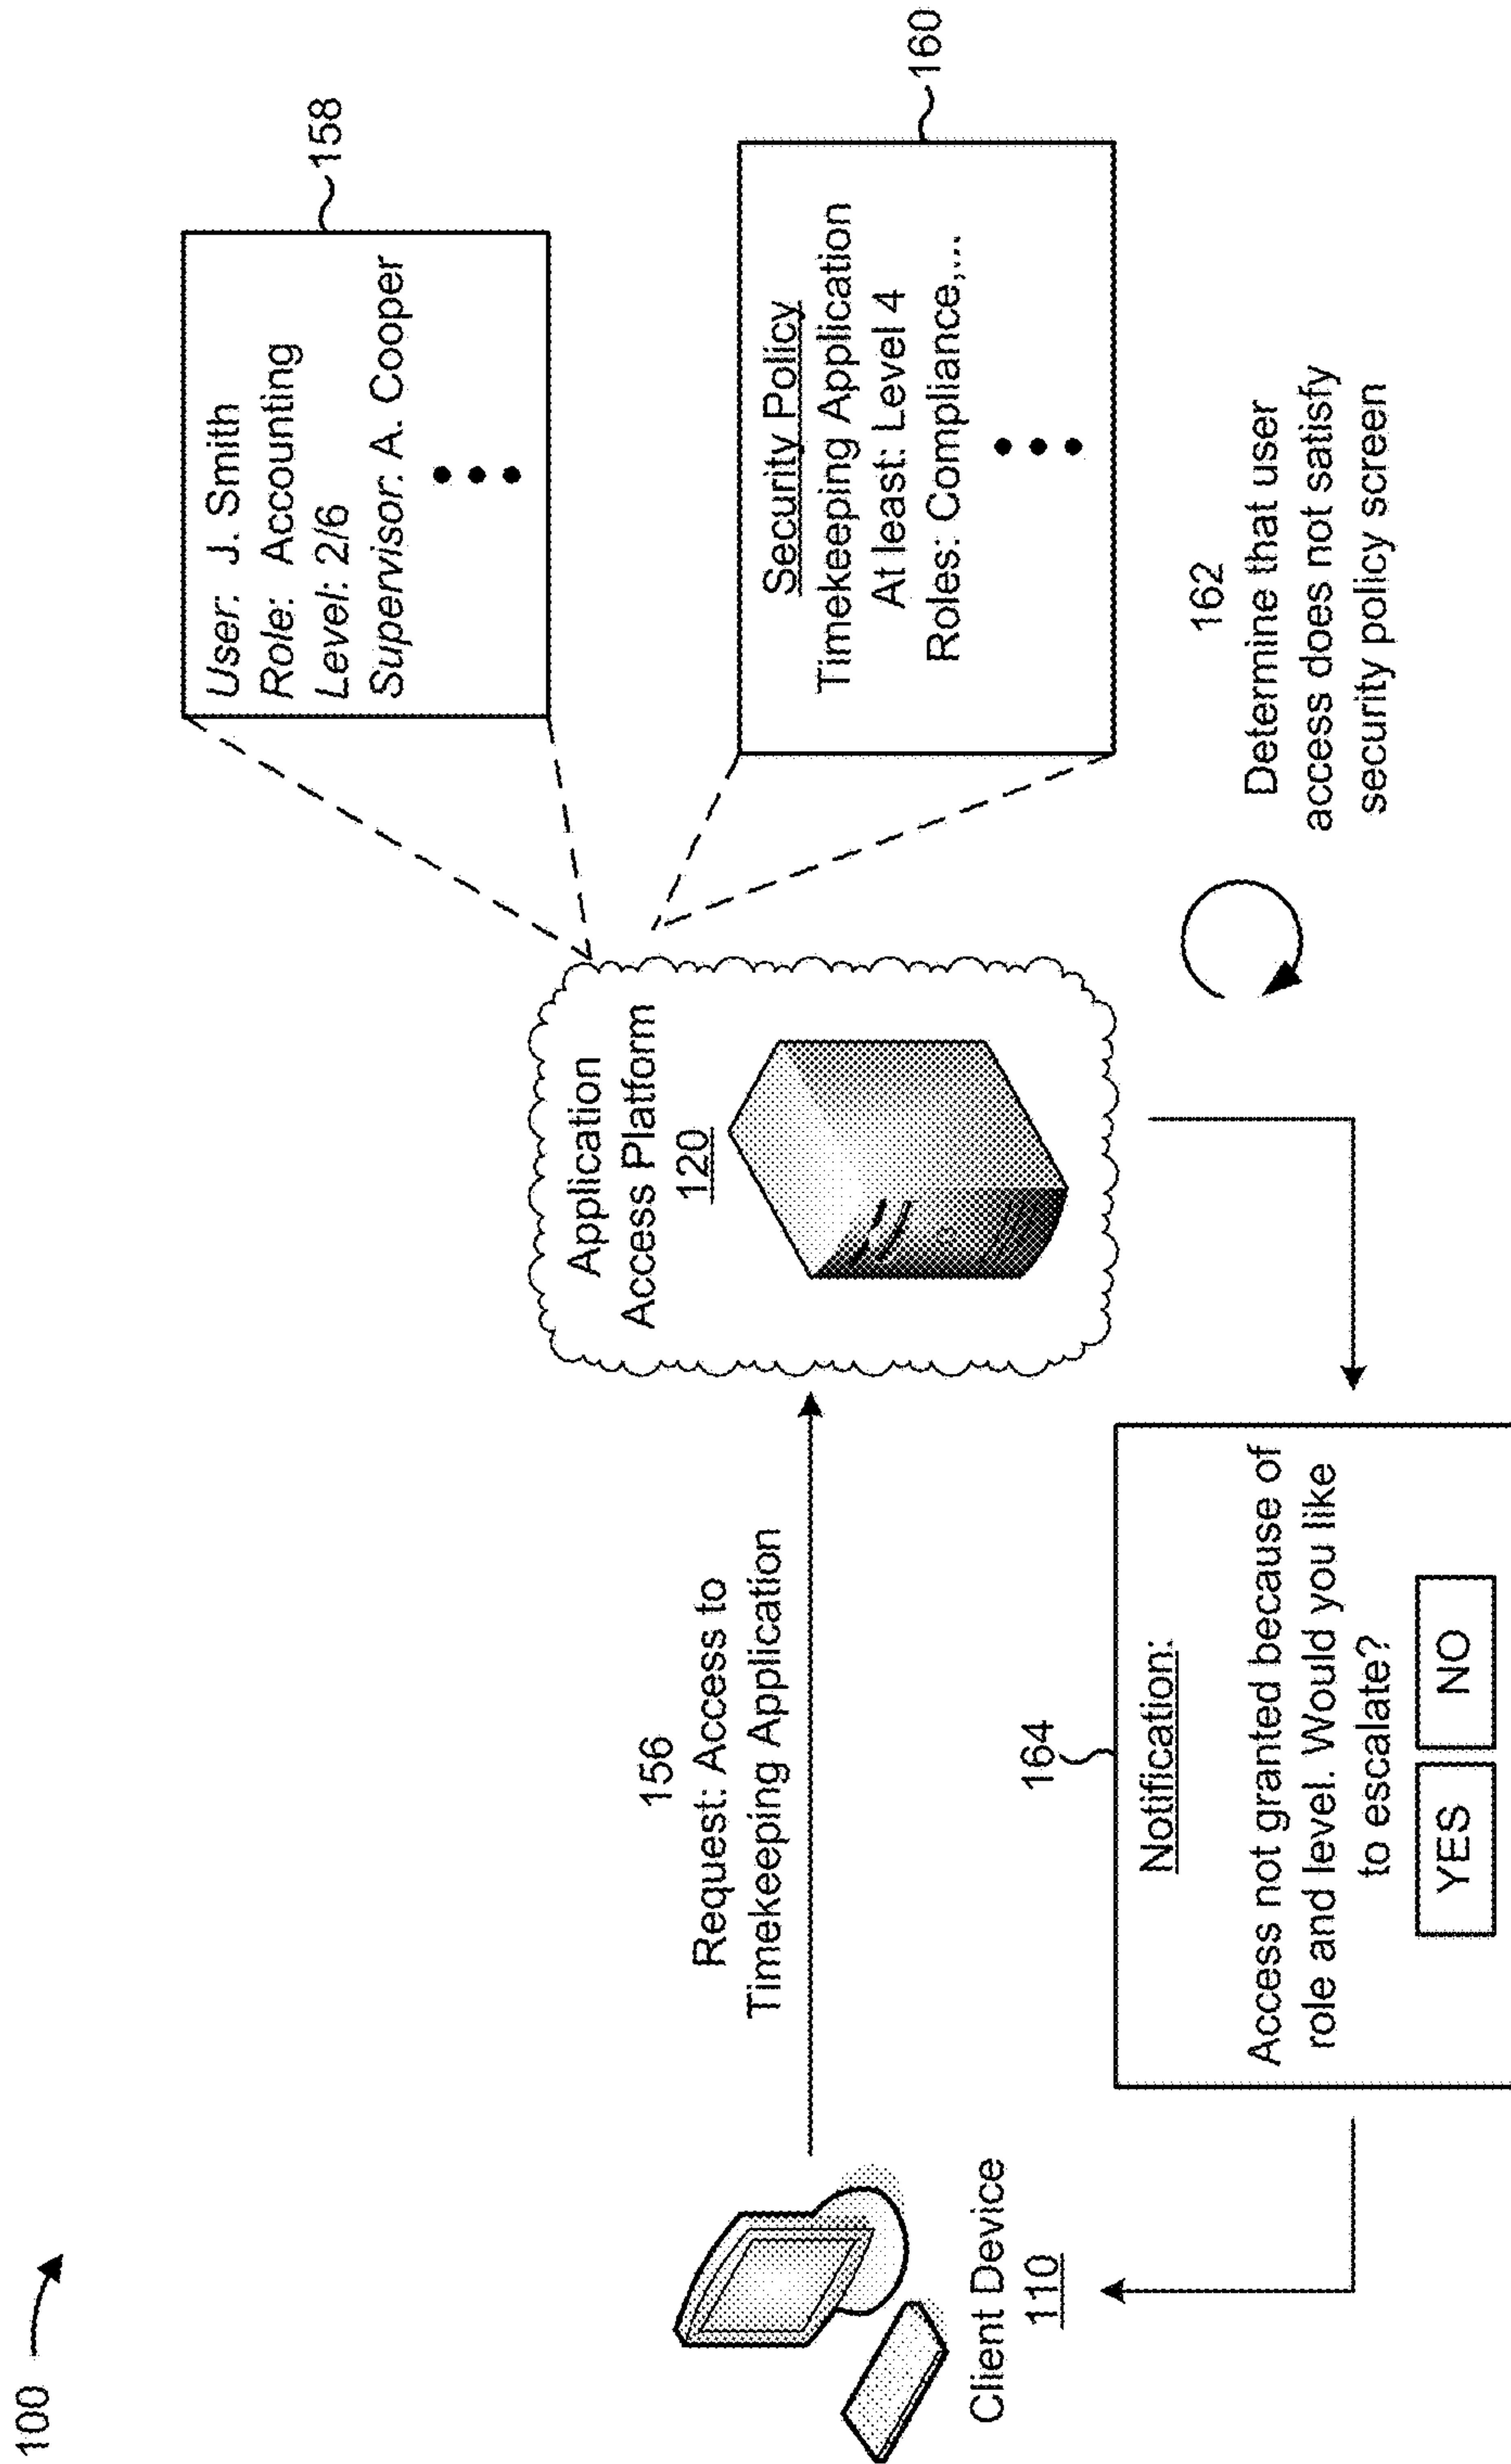 100
156
Request: Access to
Timekeeping Application
Client Device
110
Application
Access Platform
120
User: J. Smith
Role: Accounting
Level: 2/6
Supervisor: A. Cooper
158
Security Policy
Timekeeping Application
At least: Level 4
Roles: Compliance,...
160
162
Determine that user
access does not satisfy
security policy screen
164
Notification:
Access not granted because of
role and level. Would you like
to escalate?
YES
NO